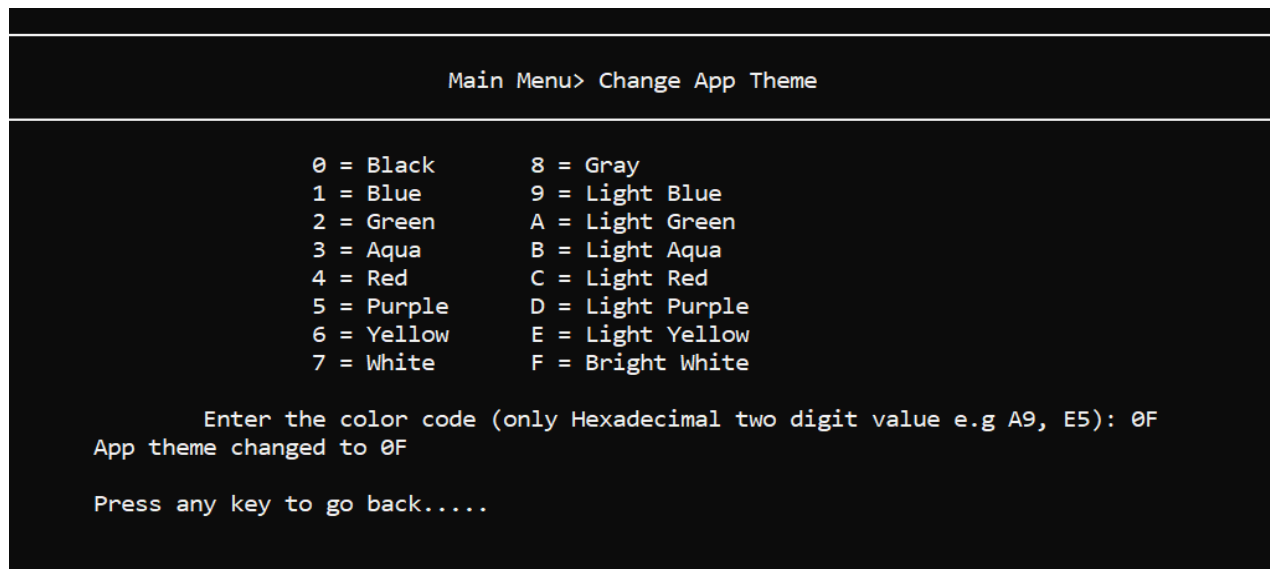 Main Menu> Change App Theme
0 = Black 8 = Gray
1 = Blue 9 = Light Blue
2 = Green A = Light Green
3 = Aqua B = Light Aqua
4 = Red C = Light Red
5 = Purple D = Light Purple
6 = Yellow E = Light Yellow
7 = White F = Bright White
Enter the color code (only Hexadecimal two digit value e.g A9, E5): 0F
App theme changed to 0F
Press any key to go back.....